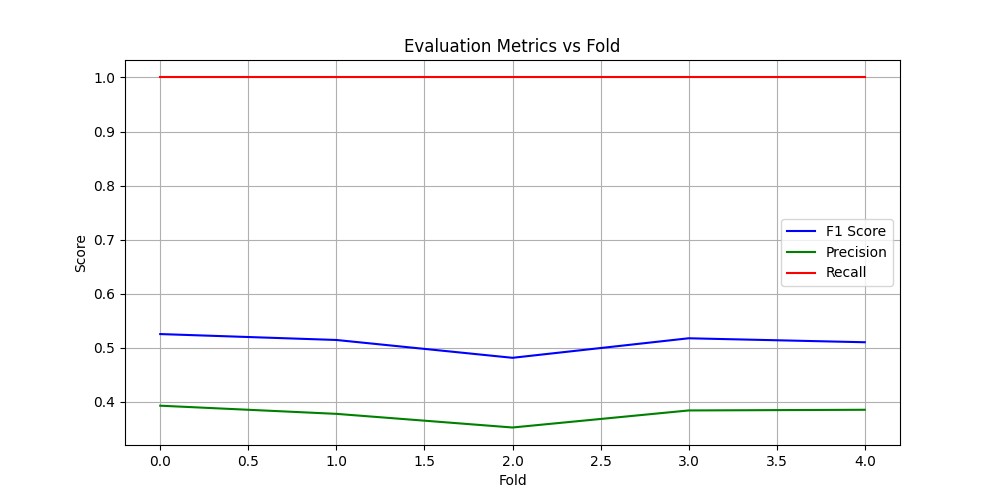 Evaluation Metrics vs Fold
Score
1.0
0.9
0.8
0.7
0.6
0.5
0.4
F1 Score
Precision
Recall
0.0 0.5 1.0 1.5 2.0 2.5 3.0 3.5 4.0
Fold